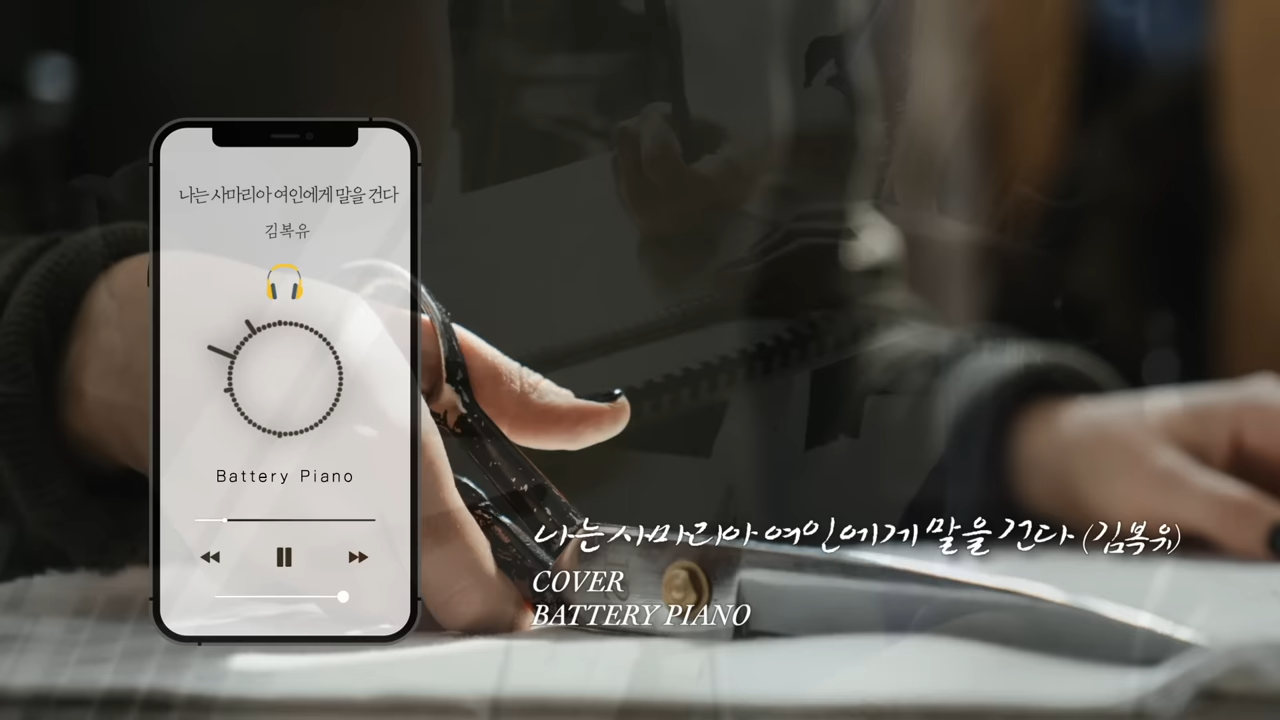 나는 사마리아 여인에게 말을 건다
김복유
Battery Piano
나는 사마리아 여인에게 말을 건다 (김복유)
COVER
BATTERY PIANO